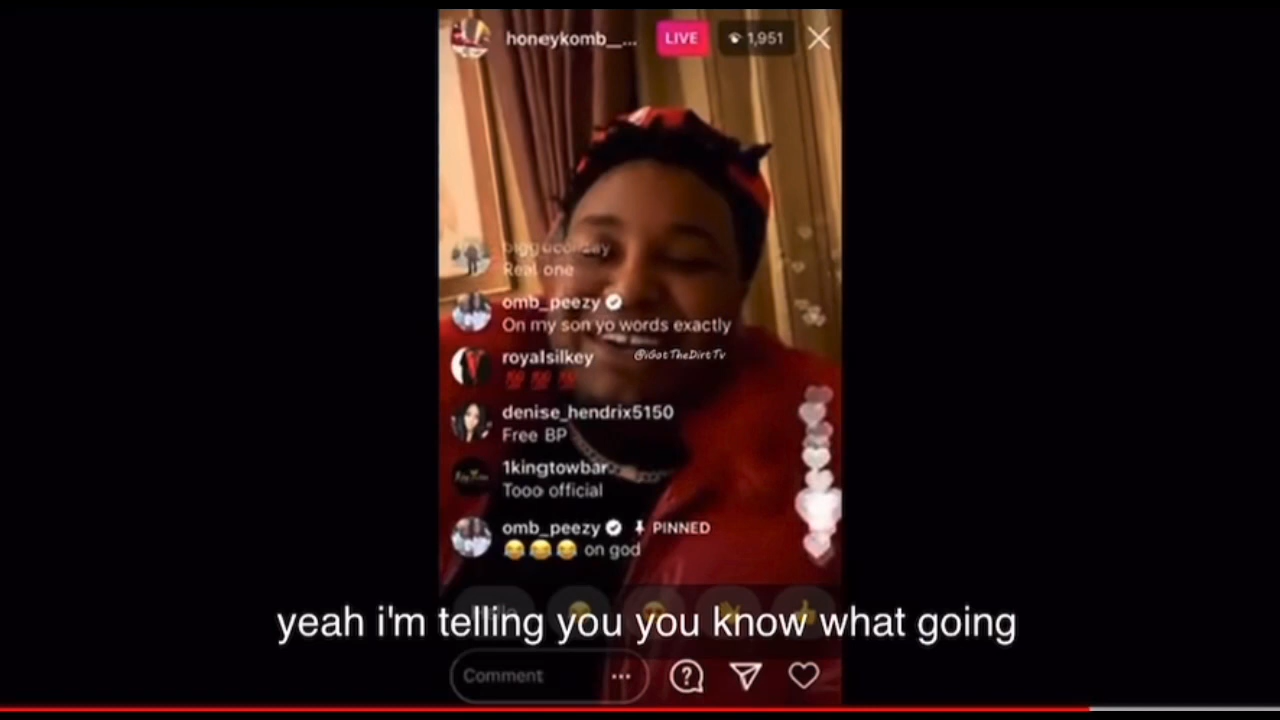 honeykomb__...
LIVE
1,951
Real one
omb_peezy
On my son yo words exactly
royalsilkey
@iGotTheDirtTv
💯 💯 💯
denise_hendrix5150
Free BP
1kingtowbar
Tooo official
omb_peezy PINNED
😂 😂 😂 on god
yeah i'm telling you you know what going
Comment